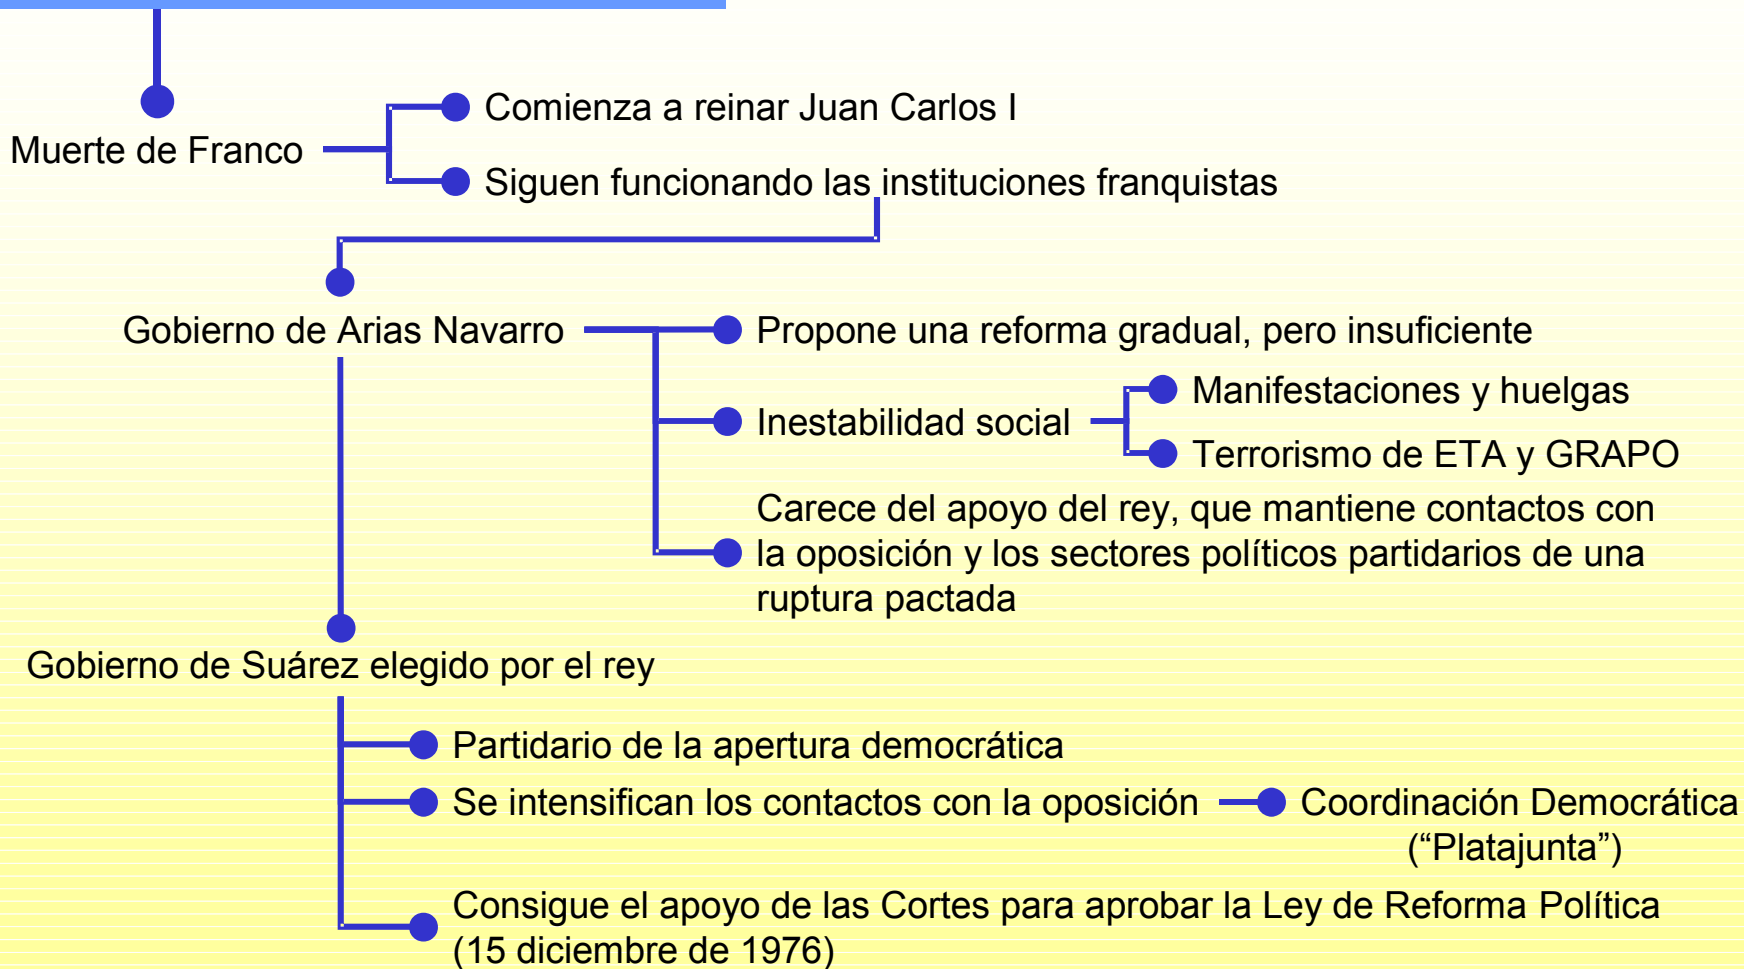 Comienza a reinar Juan Carlos I
Muerte de Franco
Siguen funcionando las instituciones franquistas
Gobierno de Arias Navarro
Propone una reforma gradual, pero insuficiente
Inestabilidad social
Manifestaciones y huelgas
Terrorismo de ETA y GRAPO
Carece del apoyo del rey, que mantiene contactos con
la oposición y los sectores políticos partidarios de una
ruptura pactada
Gobierno de Suárez elegido por el rey
Partidario de la apertura democrática
Se intensifican los contactos con la oposición
Coordinación Democrática
(“Platajunta”)
Consigue el apoyo de las Cortes para aprobar la Ley de Reforma Política
(15 diciembre de 1976)